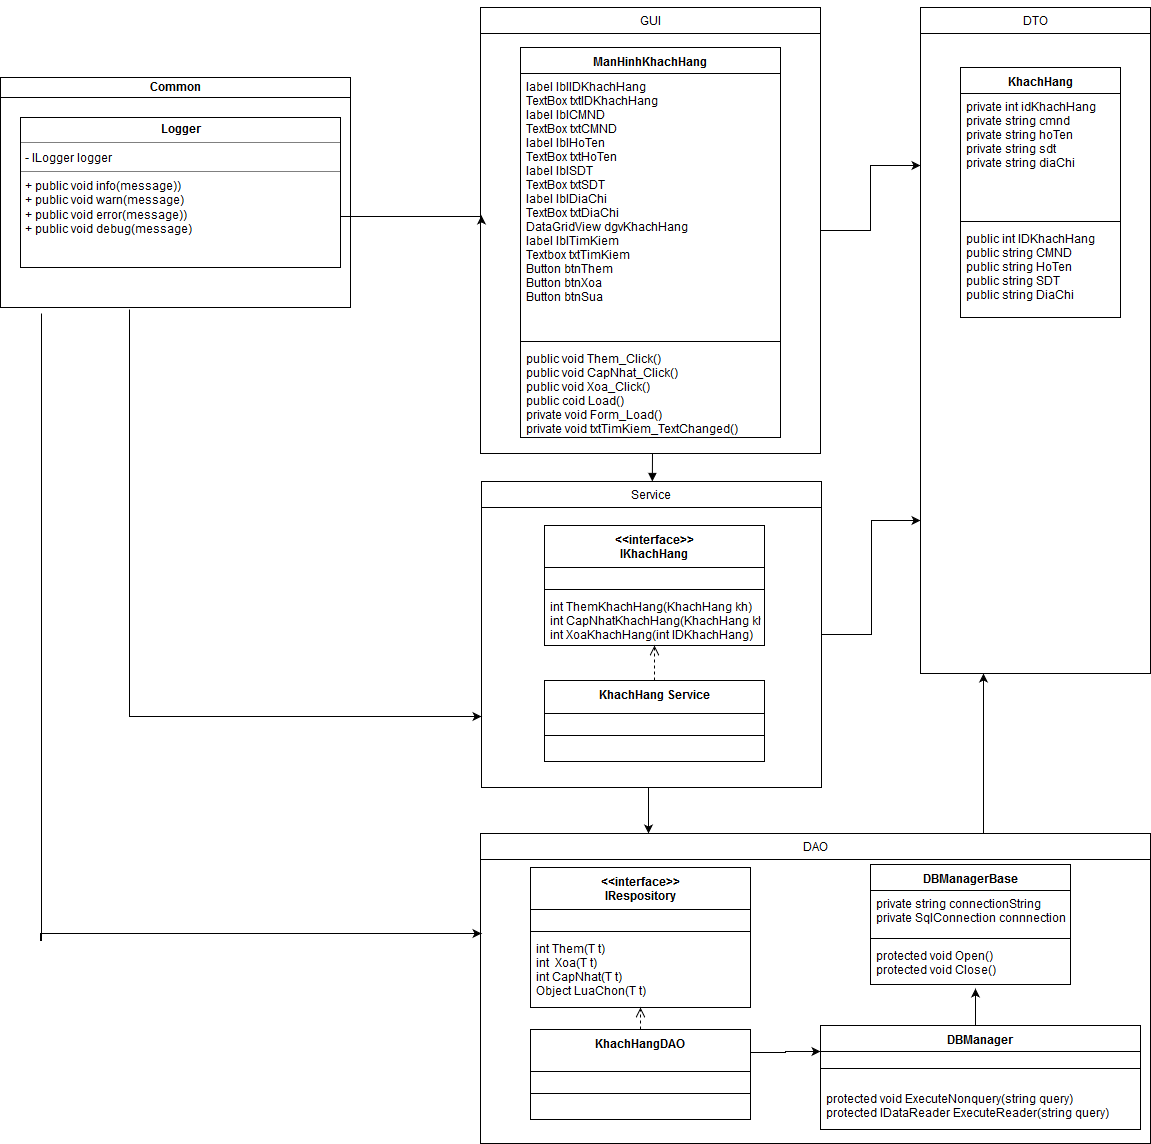 Common
Logger
- ILogger logger
+ public void info(message))
+ public void warn(message)
+ public void error(message))
+ public void debug(message)
GUI
ManHinhKhachHang
label lblIDKhachHang
TextBox txtIDKhachHang
label lblCMND
TextBox txtCMND
label lblHoTen
TextBox txtHoTen
label lblSDT
TextBox txtSDT
label lblDiaChi
TextBox txtDiaChi
DataGridView dgvKhachHang
label lblTimKiem
Textbox txtTimKiem
Button btnThem
Button btnXoa
Button btnSua
public void Them_Click()
public void CapNhat_Click()
public void Xoa_Click()
public coid Load()
private void Form_Load()
private void txtTimKiem_TextChanged()
DTO
KhachHang
private int idKhachHang
private string cmnd
private string hoTen
private string sdt
private string diaChi
public int IDKhachHang
public string CMND
public string HoTen
public string SDT
public string DiaChi
Service
<<interface>>
IKhachHang
int ThemKhachHang(KhachHang kh)
int CapNhatKhachHang(KhachHang kl
int XoaKhachHang(int IDKhachHang)
KhachHang Service
DAO
<<interface>>
IRespository
int Them(T t)
int  Xoa(T t)
int CapNhat(T t)
Object LuaChon(T t)
KhachHangDAO
DBManagerBase
private string connectionString
private SqlConnection connnection
protected void Open()
protected void Close()
DBManager
protected void ExecuteNonquery(string query)
protected IDataReader ExecuteReader(string query)